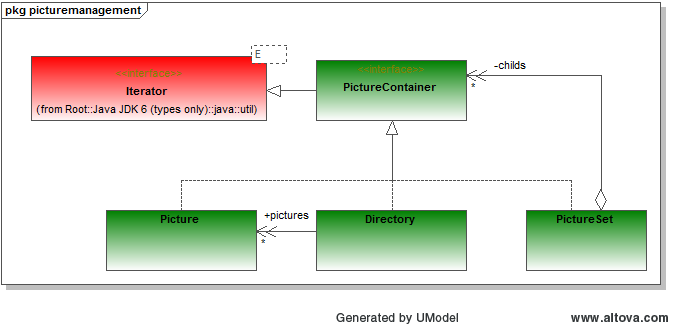 pkg picturemanagement
E
<<interface>>
Iterator
(from Root::Java JDK 6 (types only)::java::util)
<<interface>>
PictureContainer
-childs
*
Picture
+pictures
*
Directory
PictureSet
Generated by UModel
www.altova.com